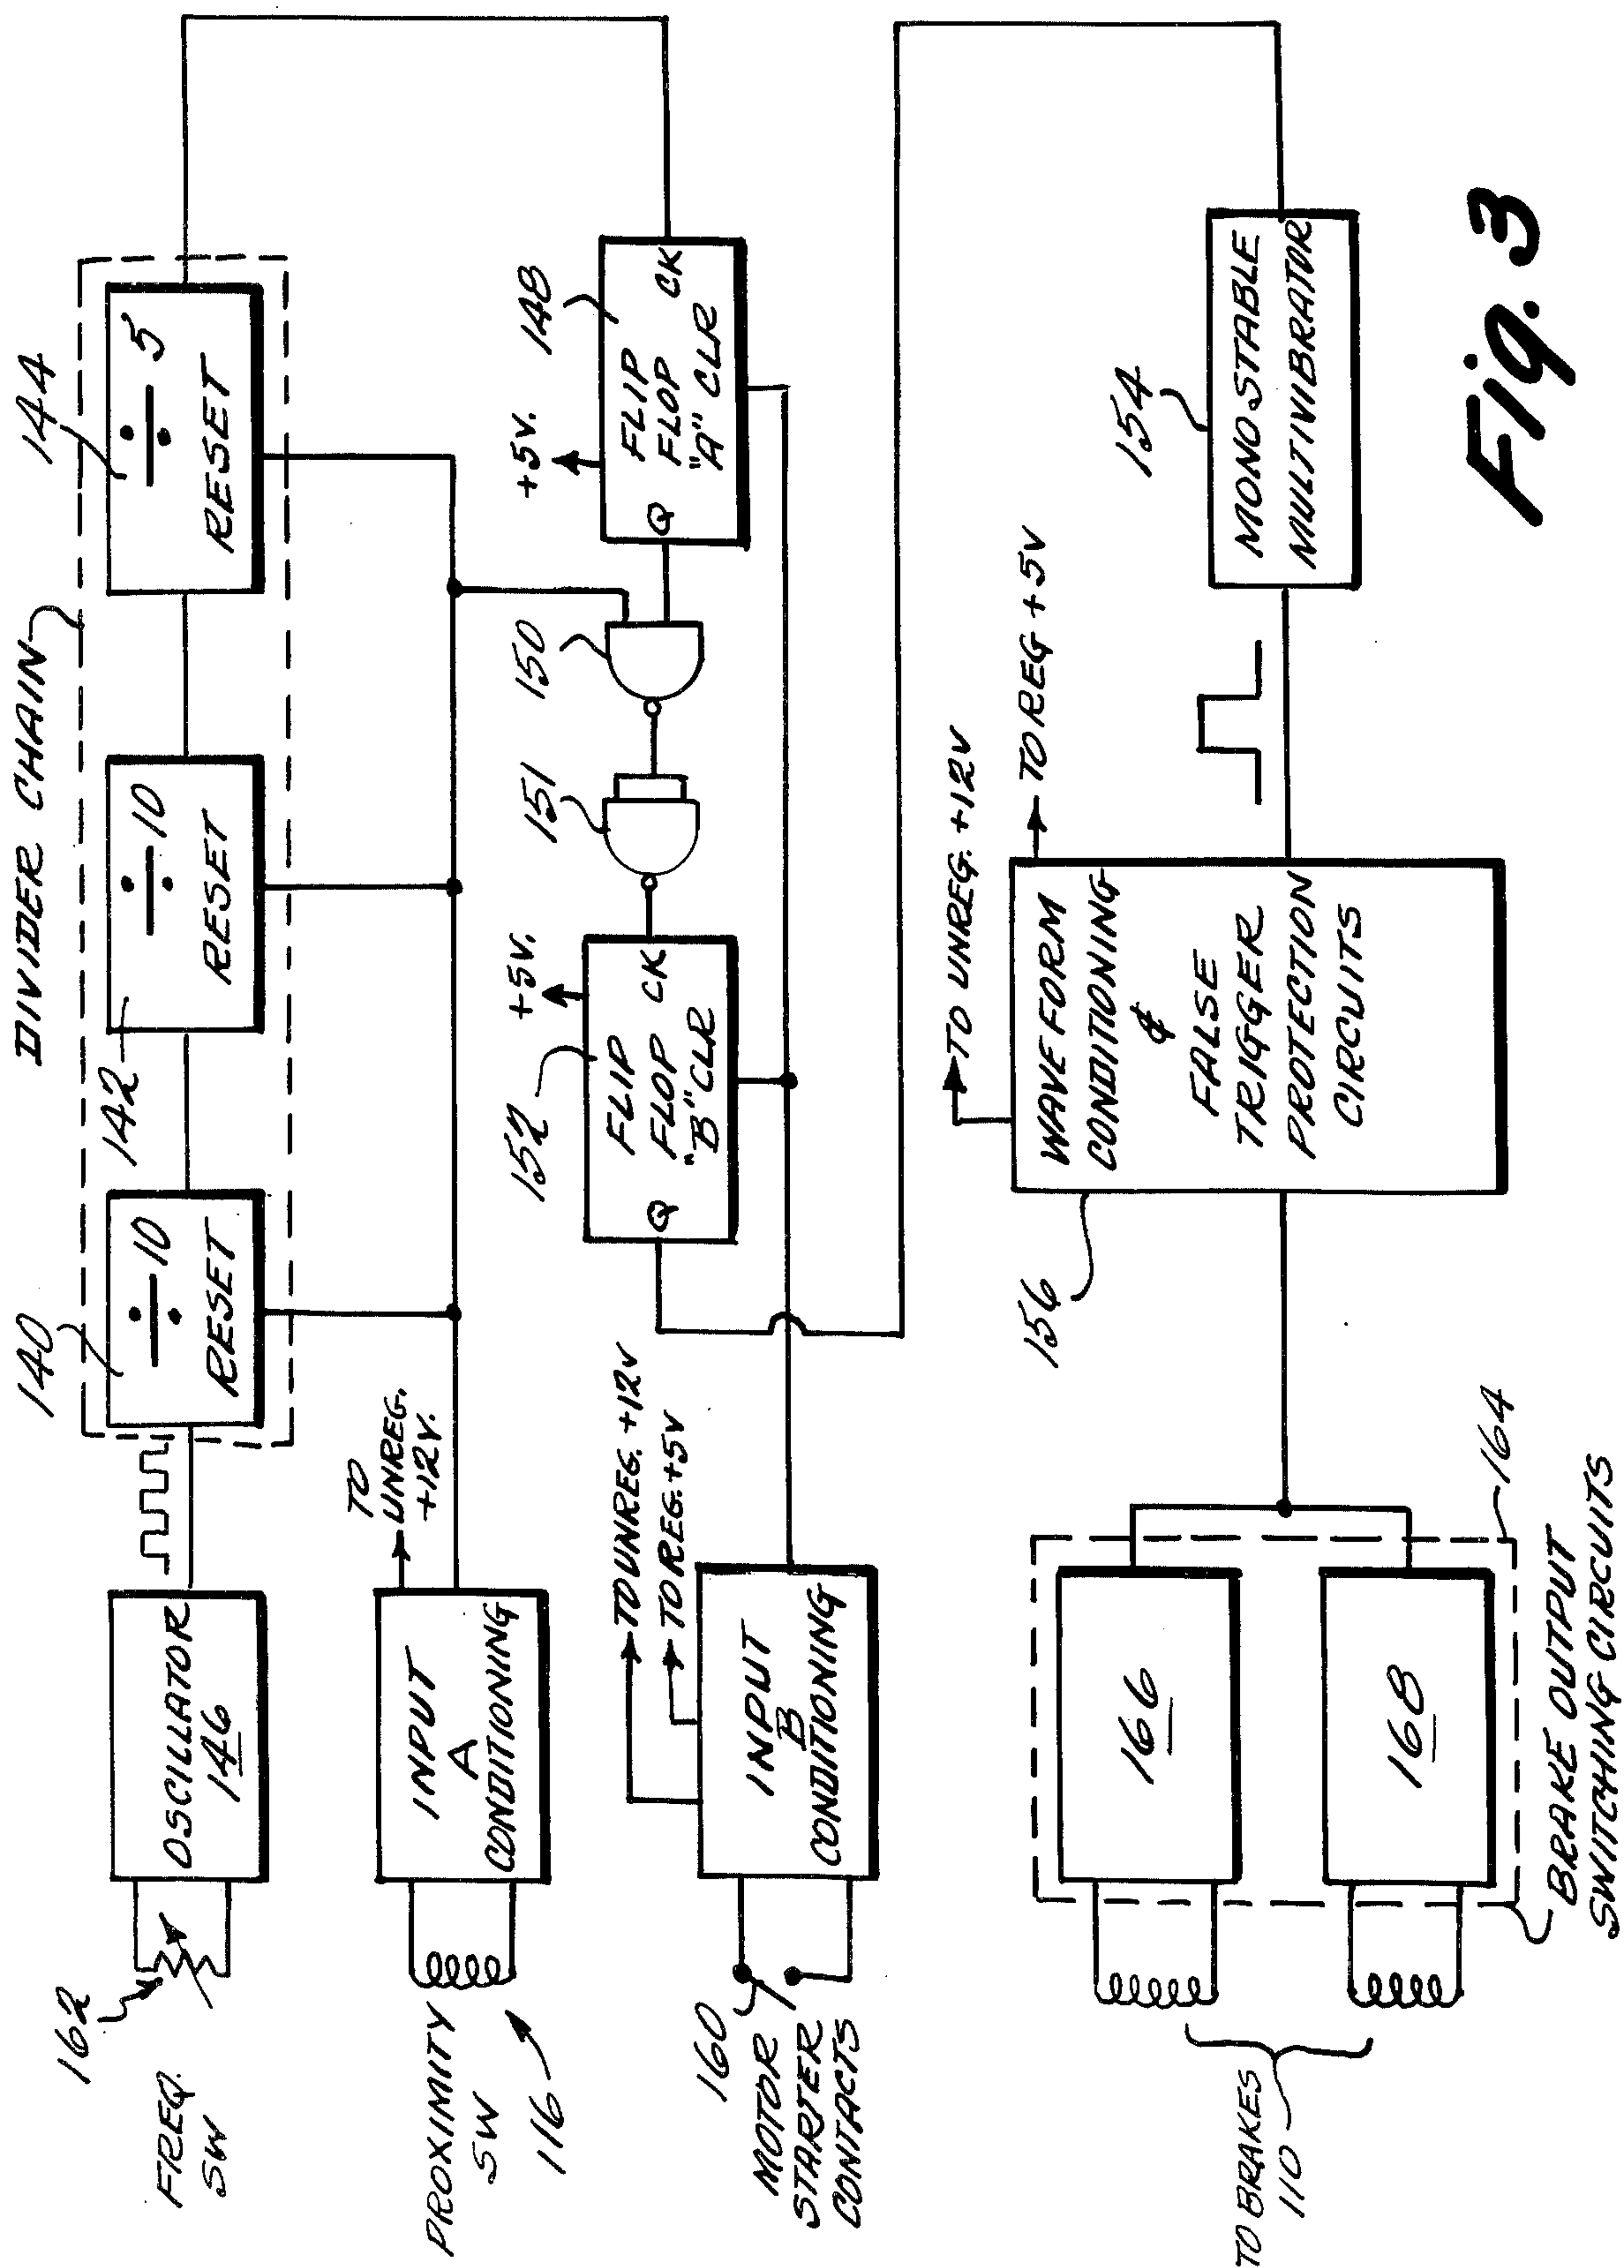 DIVIDER CHAIN
140
142
144
÷ 10
RESET
÷ 10
RESET
÷ 5
RESET
162
FREQ.
SW
OSCILLATOR
146
PROXIMITY
SW
116
INPUT
A
CONDITIONING
TO
UNREG.
+12V.
152
+5V.
FLIP
FLOP
"B" CLR
Q
CK
151
150
148
+5V.
FLIP
FLOP
"A" CLR
Q
CK
160
MOTOR
STARTER
CONTACTS
INPUT
B
CONDITIONING
TO UNREG. +12V
TO REG. +5V
TO BRAKES
110
166
168
164
BRAKE OUTPUT
SWITCHING CIRCUITS
156
WAVE FORM
CONDITIONING
&
FALSE
TRIGGER
PROTECTION
CIRCUITS
TO UNREG. +12V
TO REG +5V
154
MONOSTABLE
MULTIVIBRATOR
Fig. 3